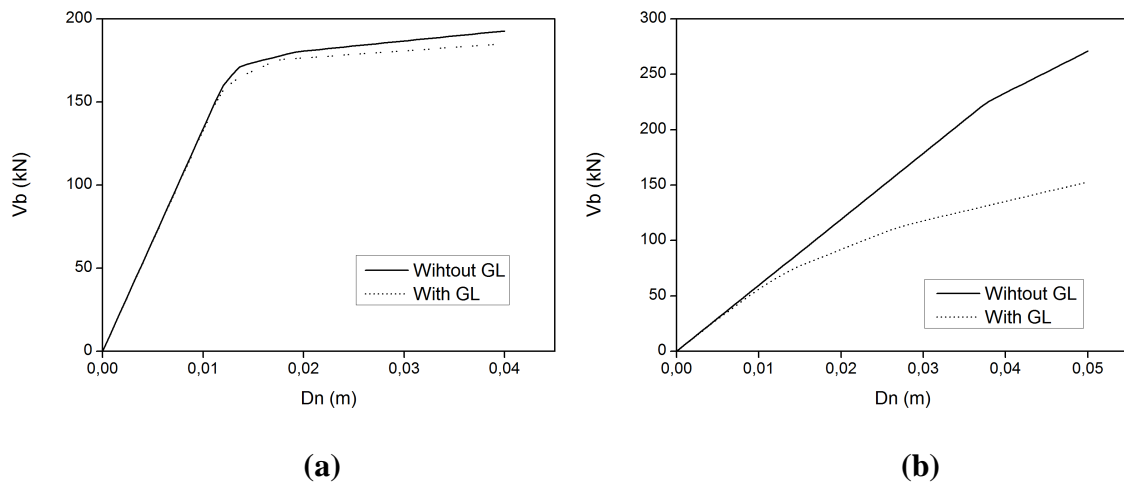 200
150
100
50
0
Vb (kN)
Wihtout GL
With GL
0,00 0,01 0,02 0,03 0,04
Dn (m)
(a)
300
250
200
150
100
50
0
Vb (kN)
Wihtout GL
With GL
0,00 0,01 0,02 0,03 0,04 0,05
Dn (m)
(b)